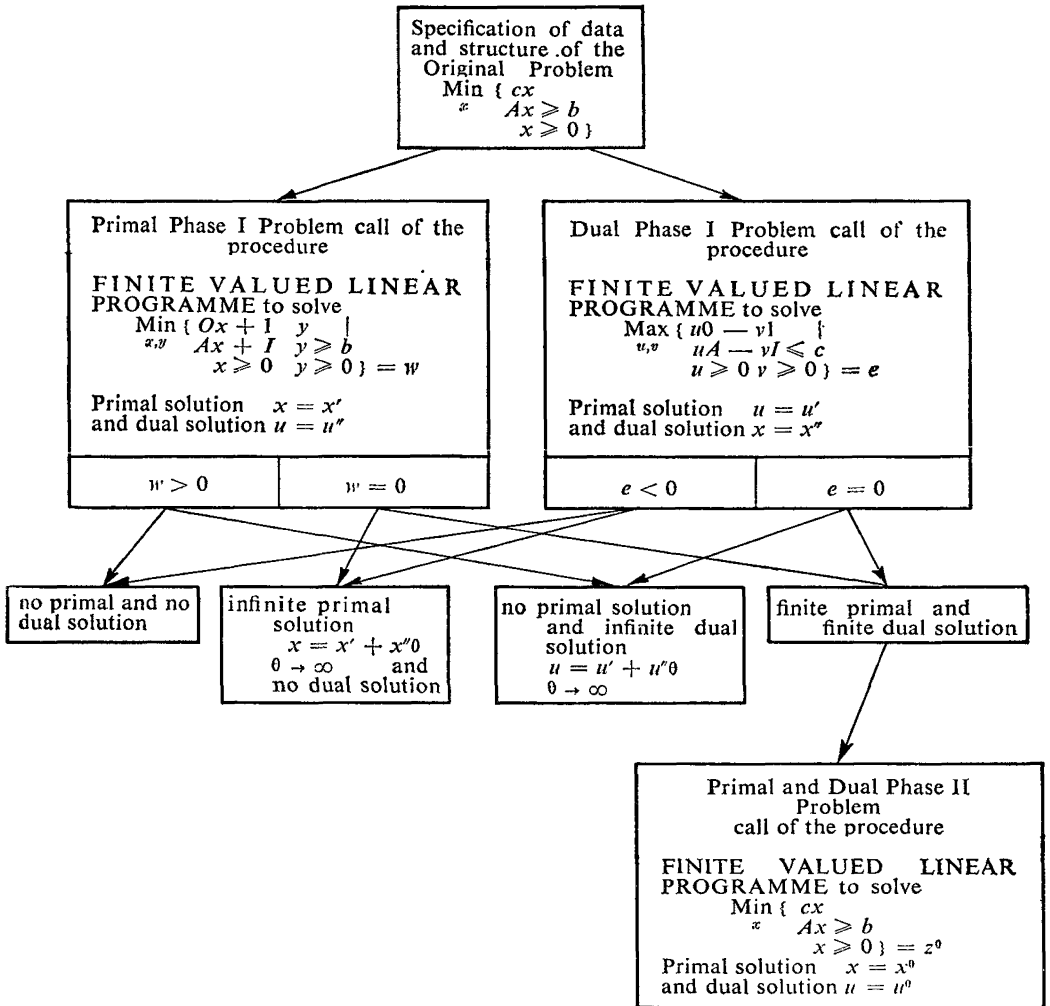 Specification of data
and structure .of the
Original Problem
Min { cx
x Ax ⩾ b
x ⩾ 0 }
Primal Phase I Problem call of the
procedure
FINITE VALUED LINEAR
PROGRAMME to solve
Min { Ox + 1 y |
x,y Ax + I y ⩾ b
x ⩾ 0 y ⩾ 0 } = w
Primal solution x = x′
and dual solution u = u″
w > 0 w = 0
Dual Phase I Problem call of the
procedure
FINITE VALUED LINEAR
PROGRAMME to solve
Max { u0 − v1 {
u,v uA − vI ⩽ c
u ⩾ 0 v ⩾ 0 } = e
Primal solution u = u′
and dual solution x = x″
e < 0 e = 0
no primal and no
dual solution
infinite primal
solution
x = x′ + x″θ
θ → ∞ and
no dual solution
no primal solution
and infinite dual
solution
u = u′ + u″θ
θ → ∞
finite primal and
finite dual solution
Primal and Dual Phase II
Problem
call of the procedure
FINITE VALUED LINEAR
PROGRAMME to solve
Min { cx
x Ax ⩾ b
x ⩾ 0 } = z⁰
Primal solution x = x⁰
and dual solution u = u⁰